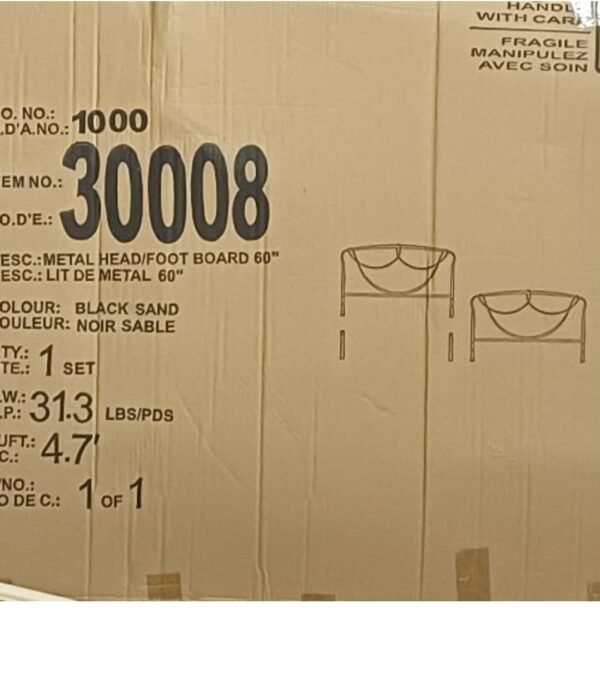 HANDL
WITH CAR
FRAGILE
MANIPULEZ
AVEC SOIN
O. NO.:
.D'A.NO.: 1000
EM NO.: 30008
O.D'E.:
ESC.: METAL HEAD/FOOT BOARD 60"
ESC.: LIT DE METAL 60"
OLOUR: BLACK SAND
OULEUR: NOIR SABLE
TY.: 1 SET
TE.:
.W.: 31.3 LBS/PDS
.P.:
UFT.: 4.7'
C.:
NO.: 1 OF 1
O DE C.: